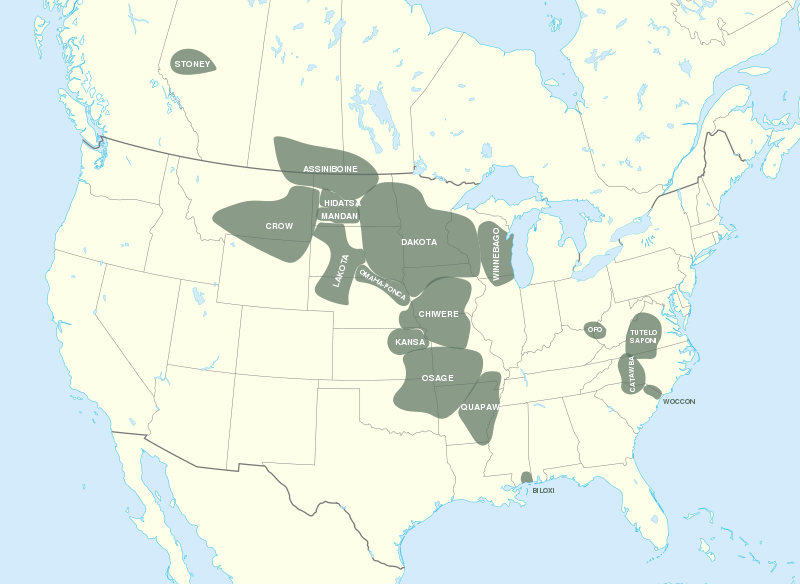 STONEY
ASSINIBOINE
HIDATSA
MANDAN
CROW
DAKOTA
WINNEBAGO
LAKOTA
OMAHA-PONCA
CHIWERE
OFO
TUTELO
SAPONI
KANSA
CATAWBA
OSAGE
QUAPAW
WOCCON
BILOXI